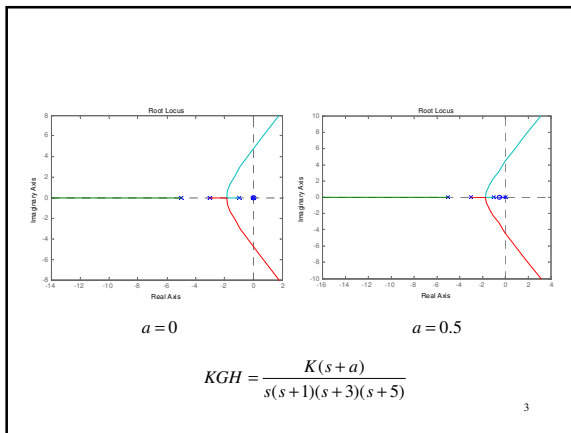 Root Locus
Root Locus
8
6
4
2
0
-2
-4
-6
-8
Imaginary Axis
-14 -12 -10 -8 -6 -4 -2 0 2
Real Axis
10
8
6
4
2
0
-2
-4
-6
-8
-10
Imaginary Axis
-16 -14 -12 -10 -8 -6 -4 -2 0 2 4
Real Axis
a = 0
a = 0.5
KGH = K(s + a) / s(s + 1)(s + 3)(s + 5)
3